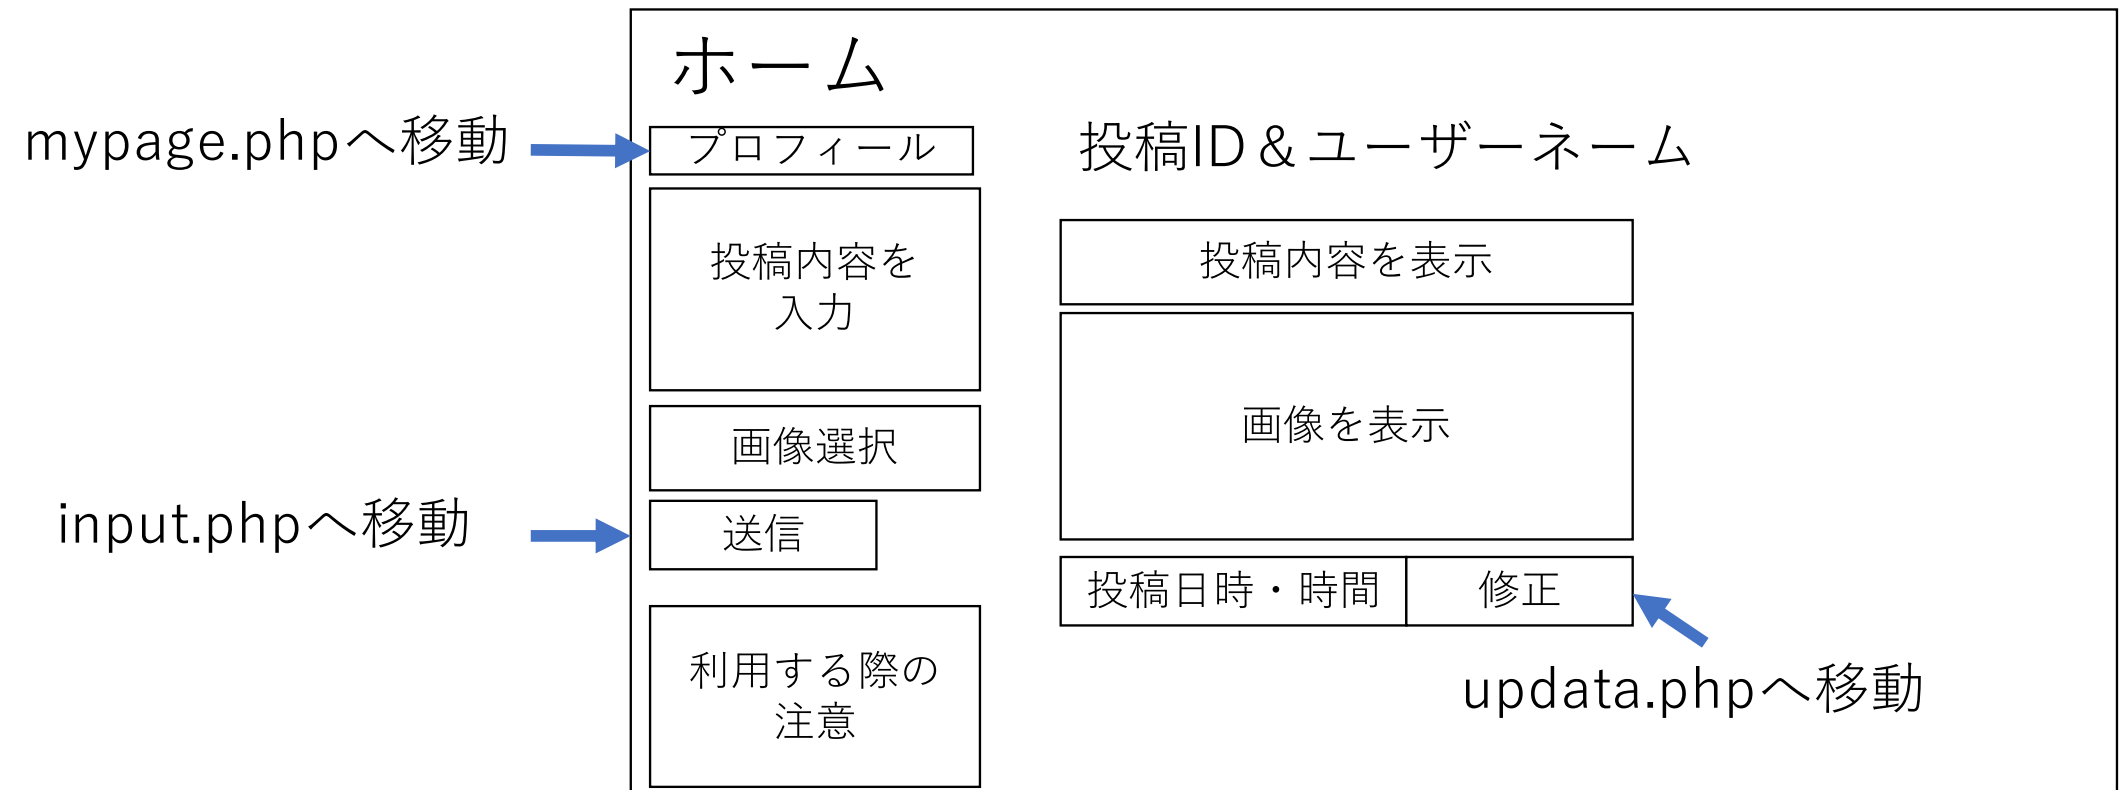 ホーム
mypage.phpへ移動
プロフィール
投稿内容を
入力
画像選択
input.phpへ移動
送信
利用する際の
注意
投稿ID＆ユーザーネーム
投稿内容を表示
画像を表示
投稿日時・時間
修正
updata.phpへ移動